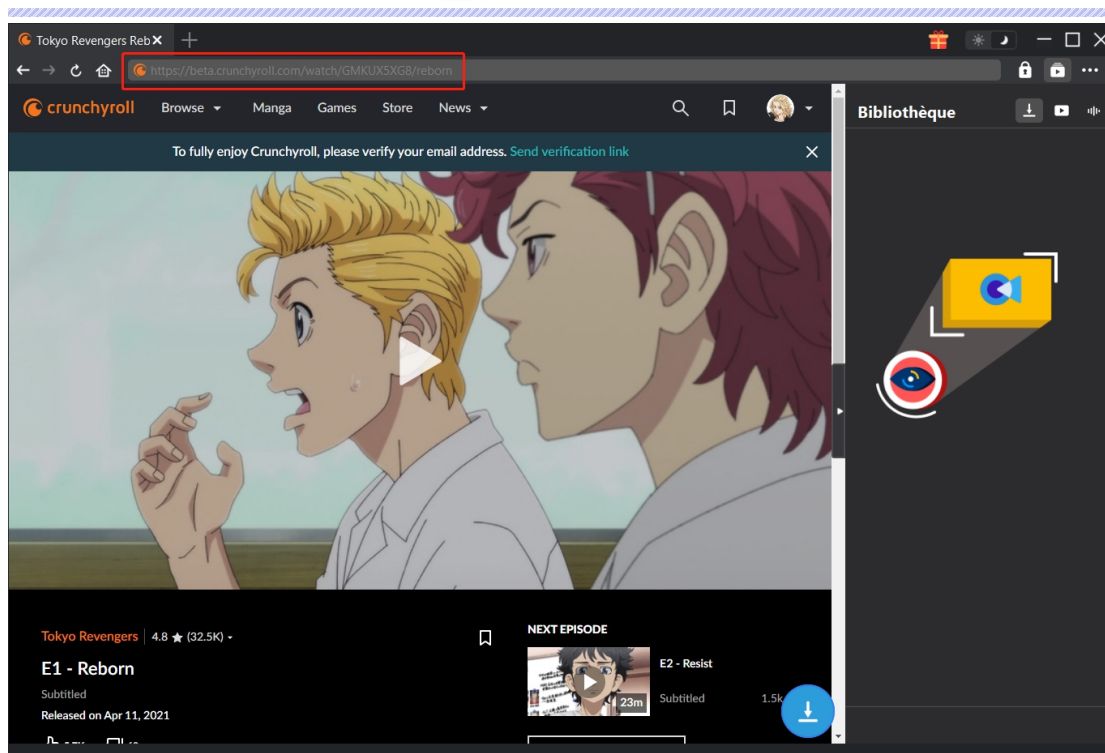 Tokyo Revengers Reb
https://beta.crunchyroll.com/watch/GMKUX5XG8/reborn
crunchyroll Browse Manga Games Store News
Bibliothèque
To fully enjoy Crunchyroll, please verify your email address. Send verification link
Tokyo Revengers 4.8 ★ (32.5K)
E1 - Reborn
Subtitled
Released on Apr 11, 2021
NEXT EPISODE
23m
E2 - Resist
Subtitled 1.5k